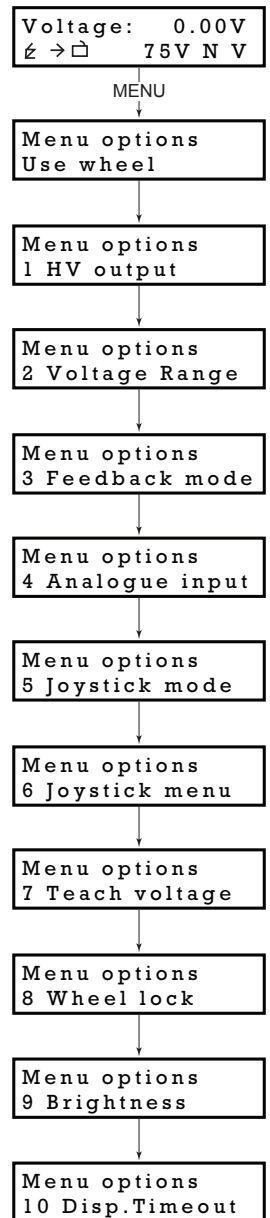 Voltage: 0.00V
→ 75V N V
MENU
Menu options
Use wheel
Menu options
1 HV output
Menu options
2 Voltage Range
Menu options
3 Feedback mode
Menu options
4 Analogue input
Menu options
5 Joystick mode
Menu options
6 Joystick menu
Menu options
7 Teach voltage
Menu options
8 Wheel lock
Menu options
9 Brightness
Menu options
10 Disp.Timeout